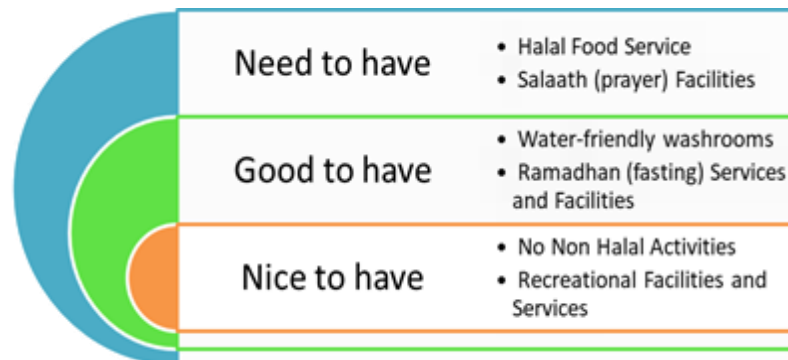 Need to have
• Halal Food Service
• Salaath (prayer) Facilities
Good to have
• Water-friendly washrooms
• Ramadhan (fasting) Services
and Facilities
Nice to have
• No Non Halal Activities
• Recreational Facilities and
Services